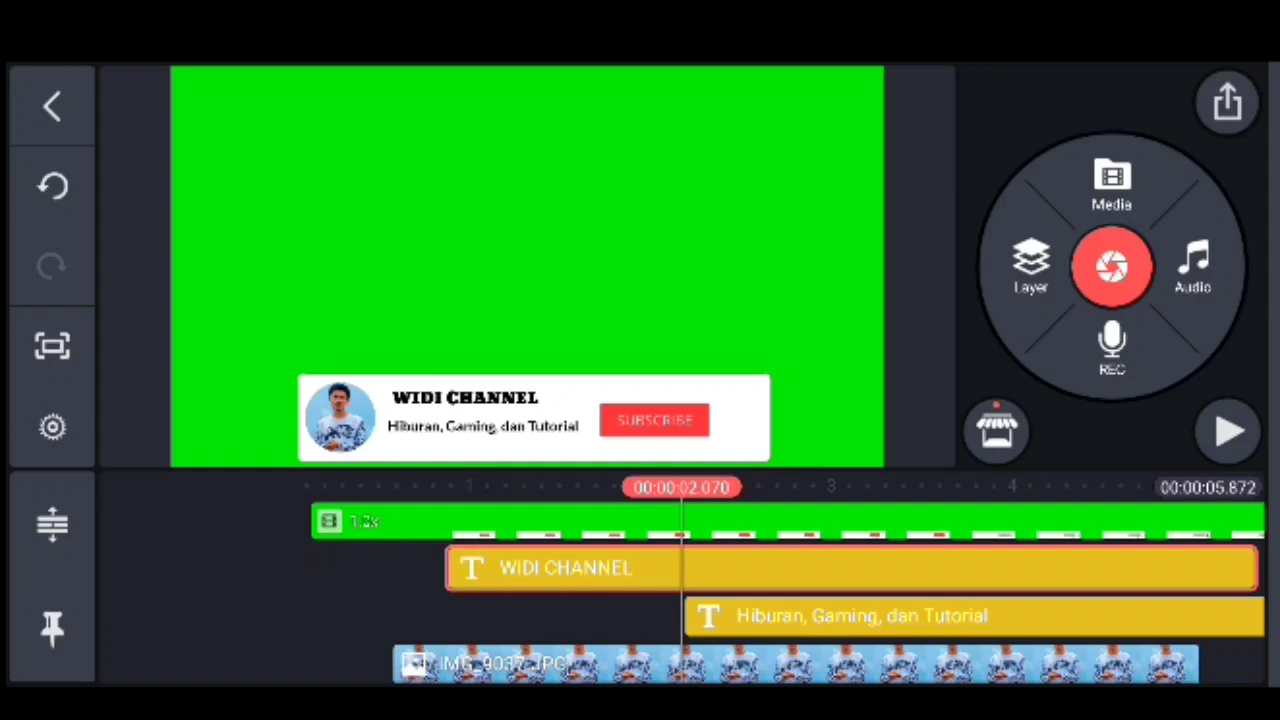 Media
Layer
Audio
REC
WIDI CHANNEL
Hiburan, Gaming, dan Tutorial
SUBSCRIBE
1
00:00:02.070
3
4
00:00:05.872
1.0x
T WIDI CHANNEL
T Hiburan, Gaming, dan Tutorial
IMG_9037.JPG